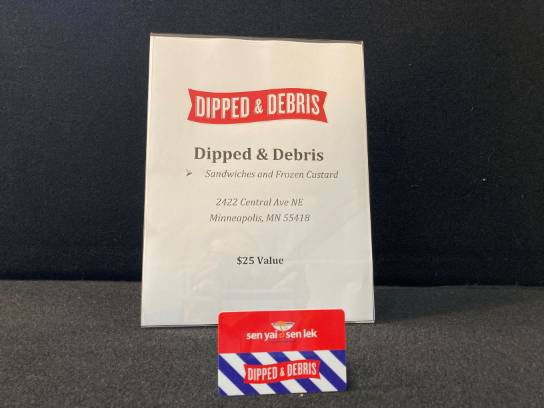 DIPPED & DEBRIS
Dipped & Debris
➢ Sandwiches and Frozen Custard
2422 Central Ave NE
Minneapolis, MN 55418
$25 Value
sen yai sen lek
DIPPED & DEBRIS